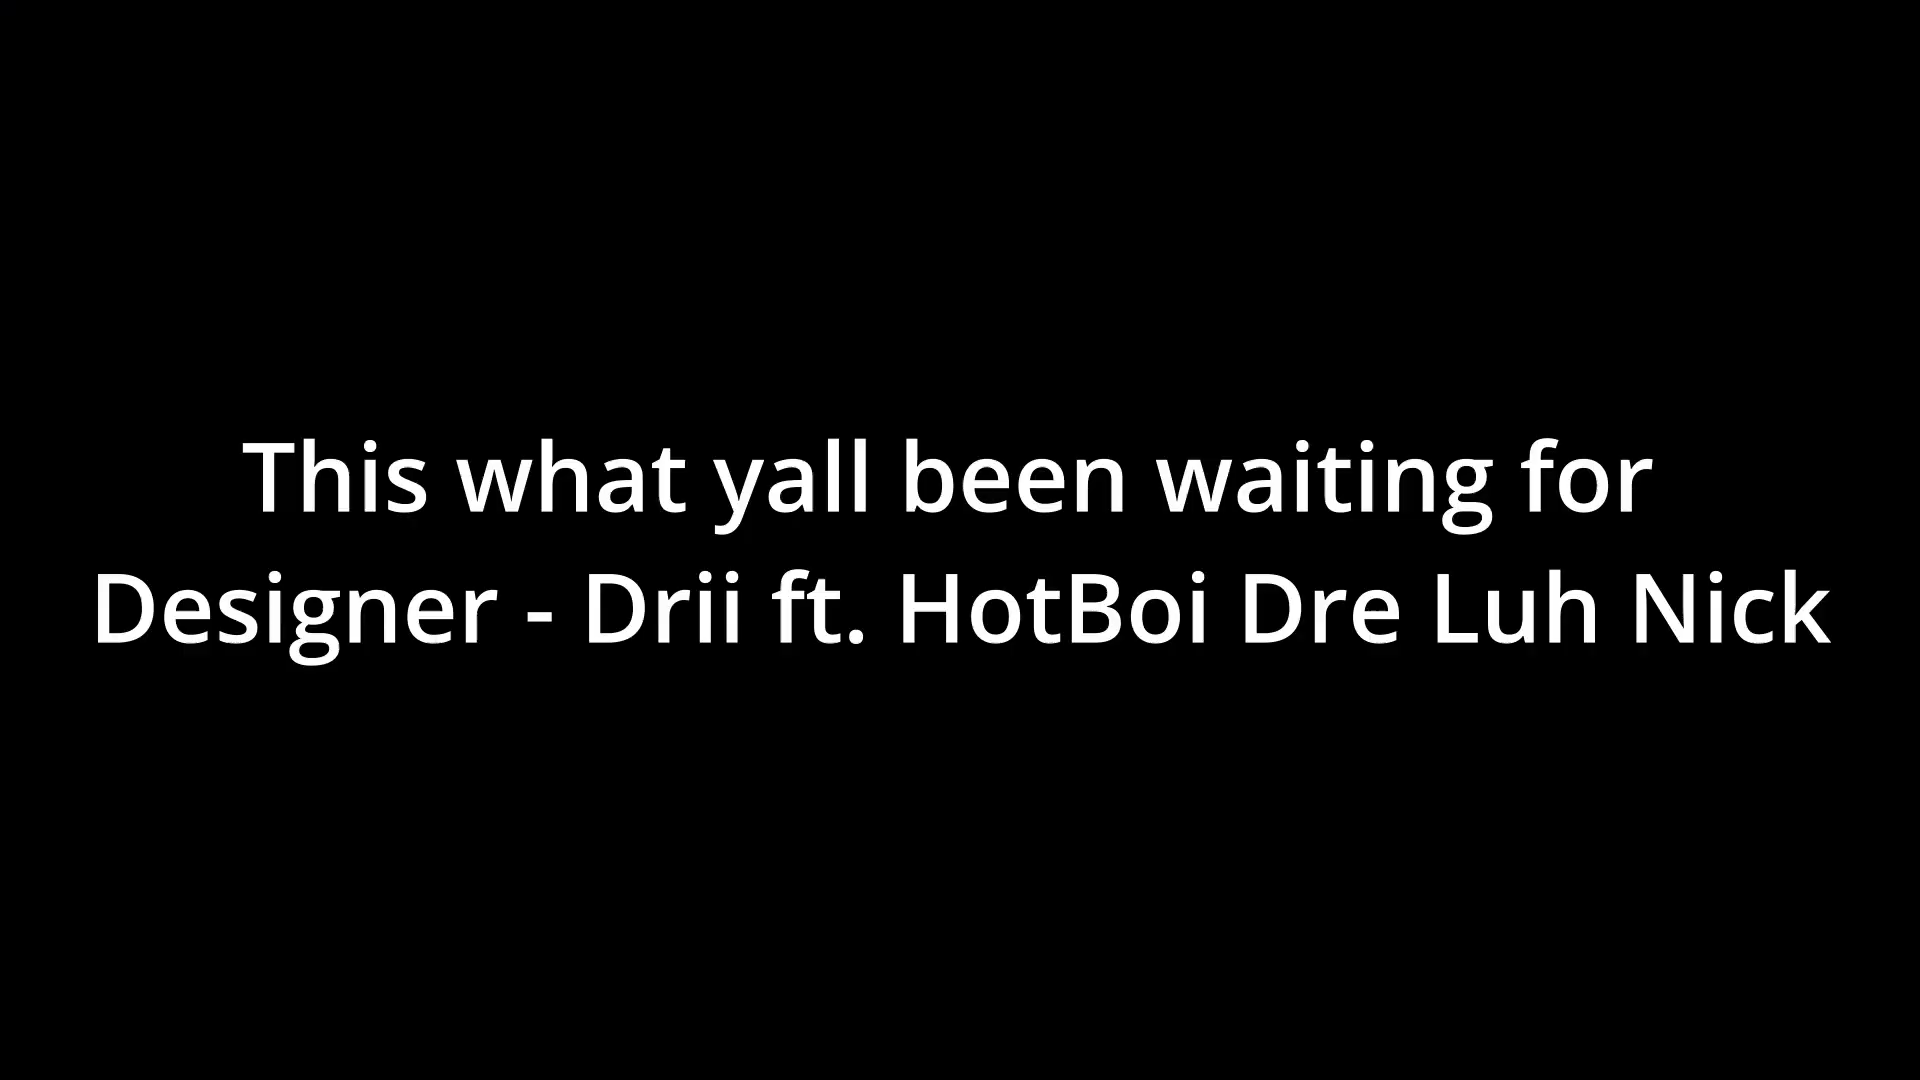 This what yall been waiting for
Designer - Drii ft. HotBoi Dre Luh Nick